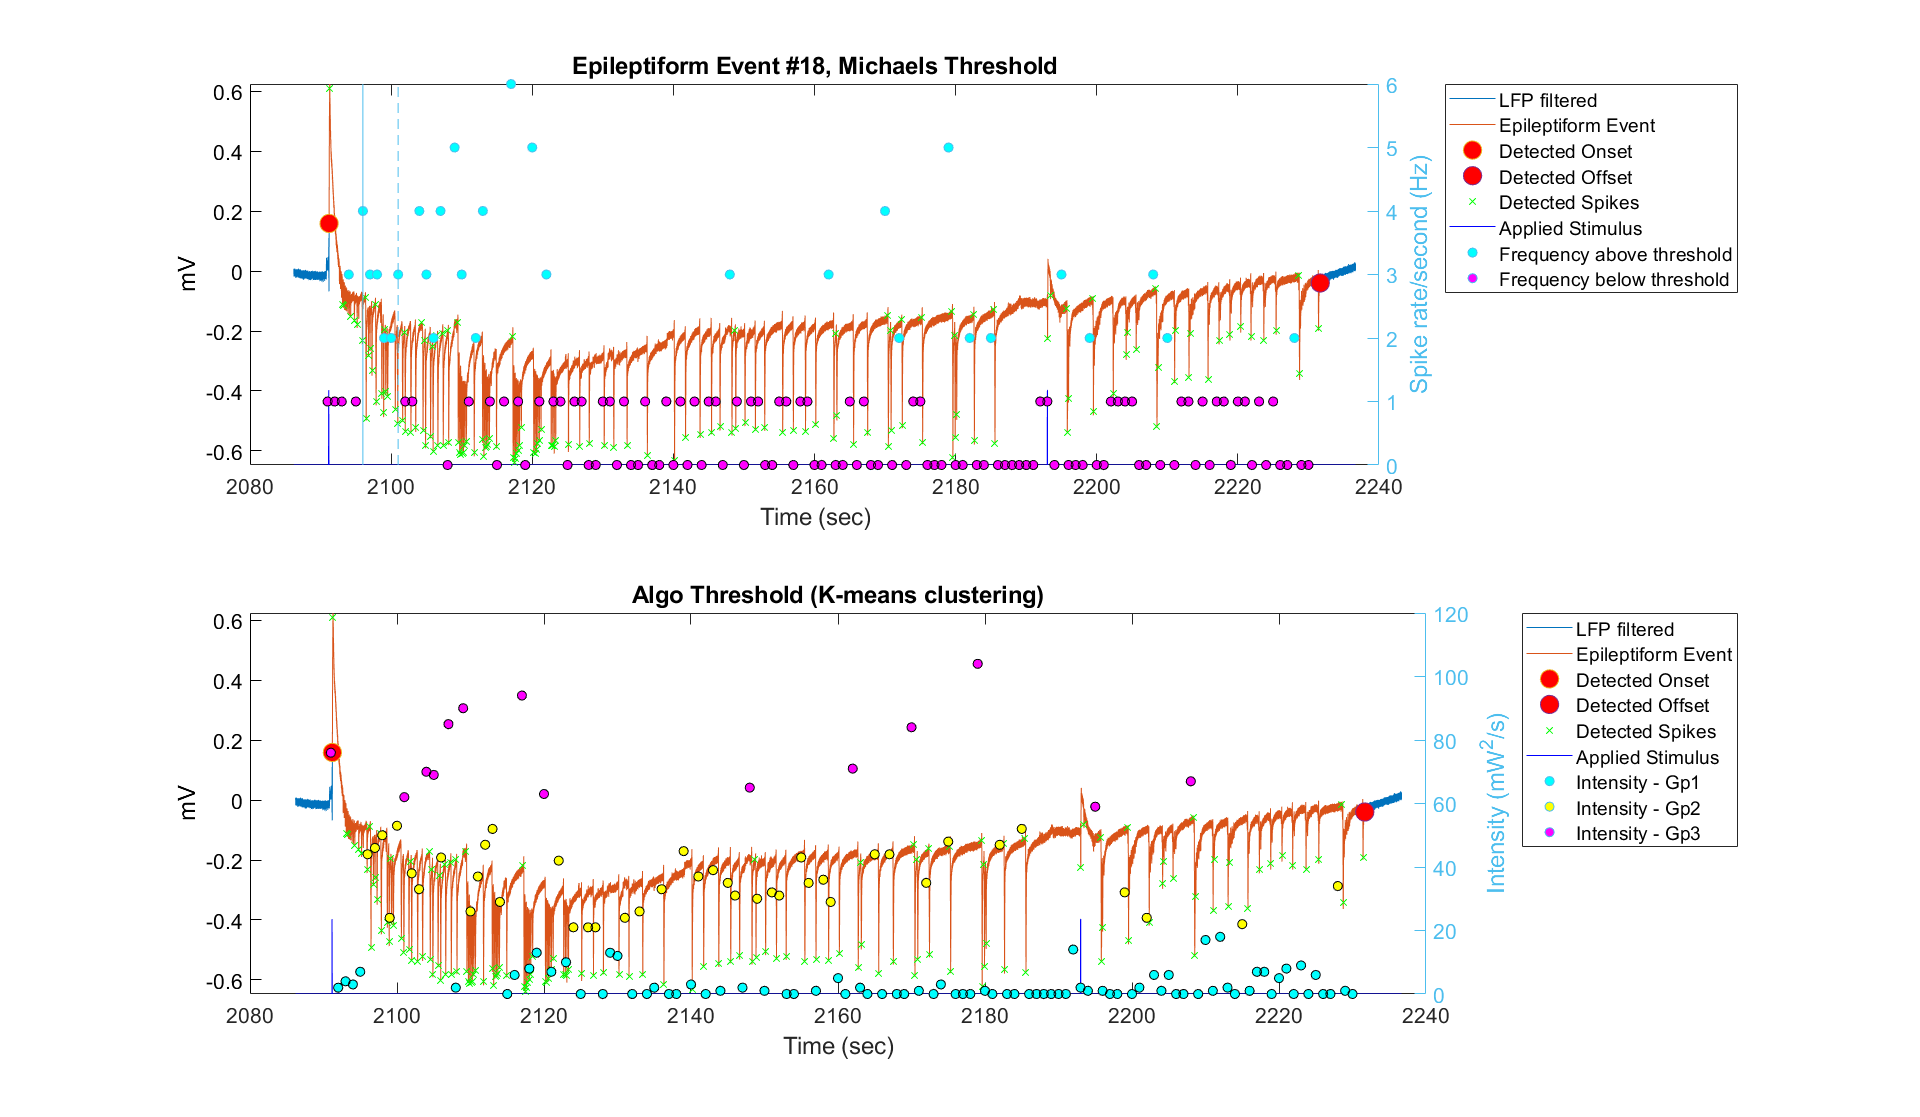 Epileptiform Event #18, Michaels Threshold
0.6
0.4
0.2
0
-0.2
-0.4
-0.6
mV
2080
2100
2120
2140
2160
2180
2200
2220
2240
Time (sec)
6
5
4
3
2
1
0
Spike rate/second (Hz)
LFP filtered
Epileptiform Event
Detected Onset
Detected Offset
Detected Spikes
Applied Stimulus
Frequency above threshold
Frequency below threshold
Algo Threshold (K-means clustering)
0.6
0.4
0.2
0
-0.2
-0.4
-0.6
mV
2080
2100
2120
2140
2160
2180
2200
2220
2240
Time (sec)
120
100
80
60
40
20
0
Intensity (mW²/s)
LFP filtered
Epileptiform Event
Detected Onset
Detected Offset
Detected Spikes
Applied Stimulus
Intensity - Gp1
Intensity - Gp2
Intensity - Gp3